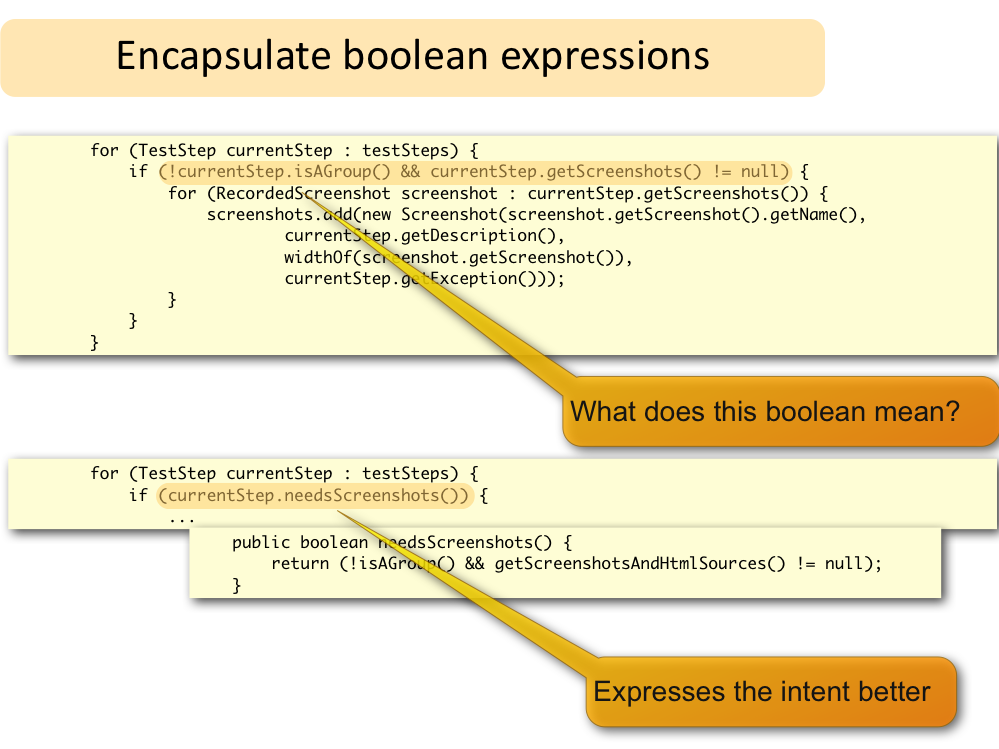 Encapsulate boolean expressions
for (TestStep currentStep : testSteps) {
if (!currentStep.isAGroup() && currentStep.getScreenshots() != null) {
for (RecordedScreenshot screenshot : currentStep.getScreenshots()) {
screenshots.add(new Screenshot(screenshot.getScreenshot().getName(),
currentStep.getDescription(),
widthOf(screenshot.getScreenshot()),
currentStep.getException()));
}
}
}
What does this boolean mean?
for (TestStep currentStep : testSteps) {
if (currentStep.needsScreenshots()) {
...
public boolean needsScreenshots() {
return (!isAGroup() && getScreenshotsAndHtmlSources() != null);
}
Expresses the intent better